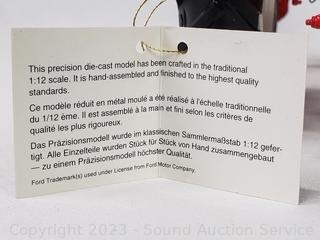 This precision die-cast model has been crafted in the traditional
1:12 scale. It is hand-assembled and finished to the highest quality
standards.
Ce modèle réduit en métal moulé a été réalisé à l'échelle traditionnelle
du 1/12 ème. Il est assemblé à la main et fini selon les critères de
qualité les plus rigoureux.
Das Präzisionsmodell wurde im klassischen Sammlermaßstab 1:12 gefer-
tigt. Alle Einzelteile wurden Stück für Stück von Hand zusammengebaut
— zu einem Präzisionsmodell höchster Qualität.
Ford Trademark(s) used under License from Ford Motor Company.
Copyright 2023 - Sound Auction Service